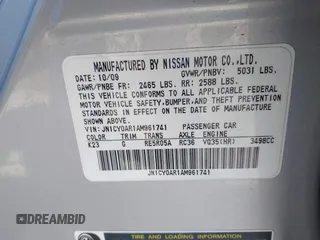 MANUFACTURED BY NISSAN MOTOR CO.,LTD.
DATE: 10/09 GVWR/PNBV: 5031 LBS.
GAWR/PNBE FR: 2465 LBS. RR: 2588 LBS.
THIS VEHICLE CONFORMS TO ALL APPLICABLE FEDERAL
MOTOR VEHICLE SAFETY, BUMPER, AND THEFT PREVENTION
STANDARDS IN EFFECT ON THE DATE OF MANUFACTURE
SHOWN ABOVE.
VIN: JN1CY0AR1AM961741 PASSENGER CAR
COLOR TRIM TRANS AXLE ENGINE
K23 G RE5R05A RC36 VQ35(HR) 3498CC
JN1CY0AR1AM961741
TIRE AND LOADING
DREAMBID